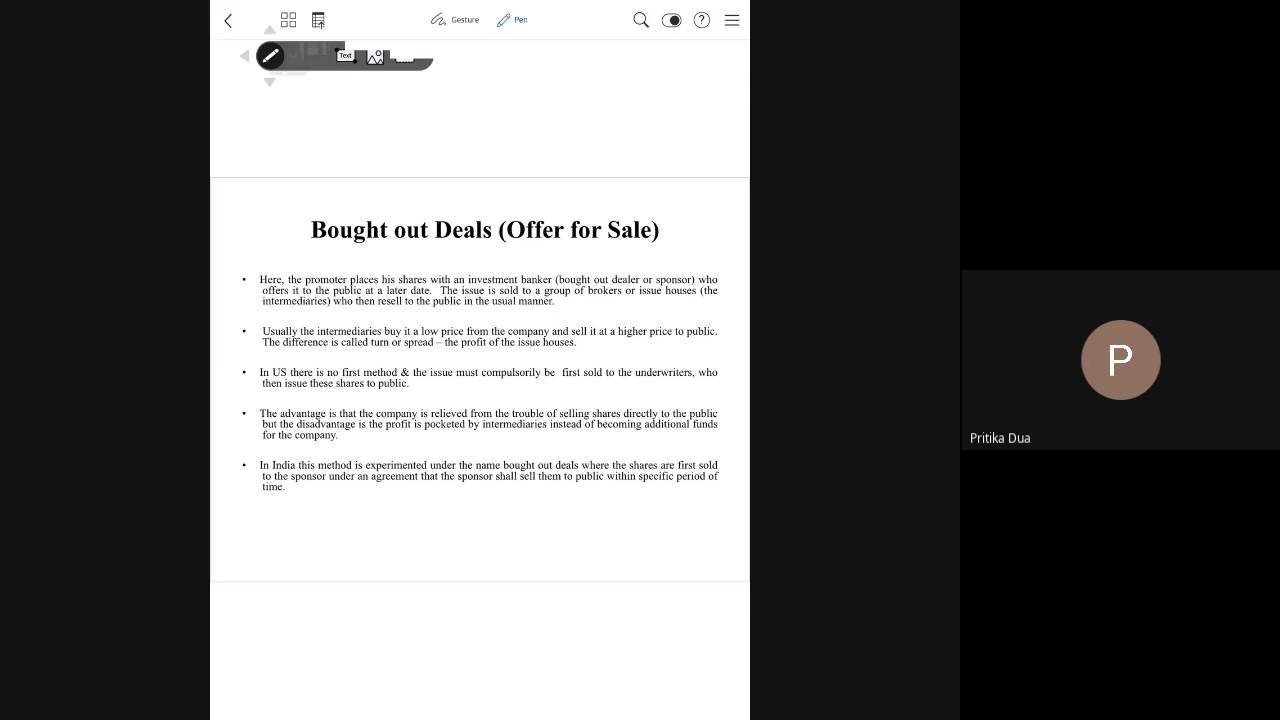 Gesture
Pen
Text
Bought out Deals (Offer for Sale)
• Here, the promoter places his shares with an investment banker (bought out dealer or sponsor) who
offers it to the public at a later date. The issue is sold to a group of brokers or issue houses (the
intermediaries) who then resell to the public in the usual manner.
• Usually the intermediaries buy it a low price from the company and sell it at a higher price to public.
The difference is called turn or spread – the profit of the issue houses.
• In US there is no first method & the issue must compulsorily be first sold to the underwriters, who
then issue these shares to public.
• The advantage is that the company is relieved from the trouble of selling shares directly to the public
but the disadvantage is the profit is pocketed by intermediaries instead of becoming additional funds
for the company.
• In India this method is experimented under the name bought out deals where the shares are first sold
to the sponsor under an agreement that the sponsor shall sell them to public within specific period of
time.
P
Pritika Dua